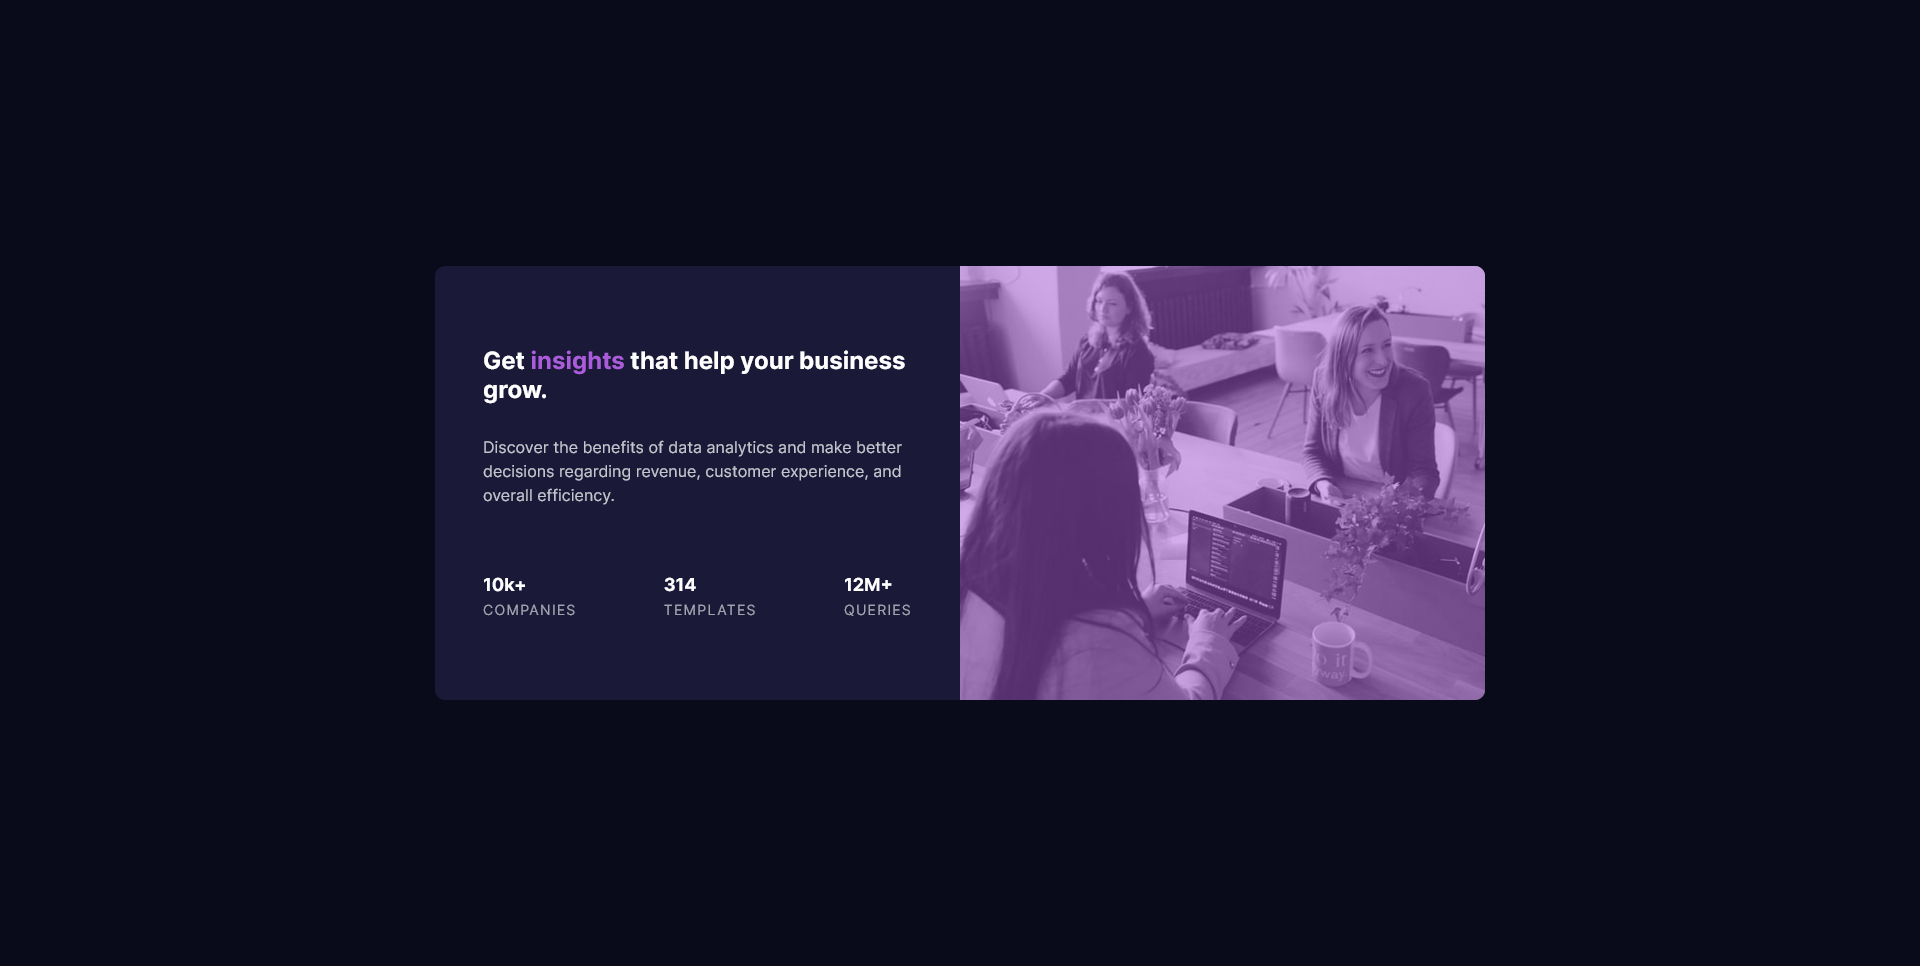 Get insights that help your business
grow.
Discover the benefits of data analytics and make better
decisions regarding revenue, customer experience, and
overall efficiency.
10k+
COMPANIES
314
TEMPLATES
12M+
QUERIES